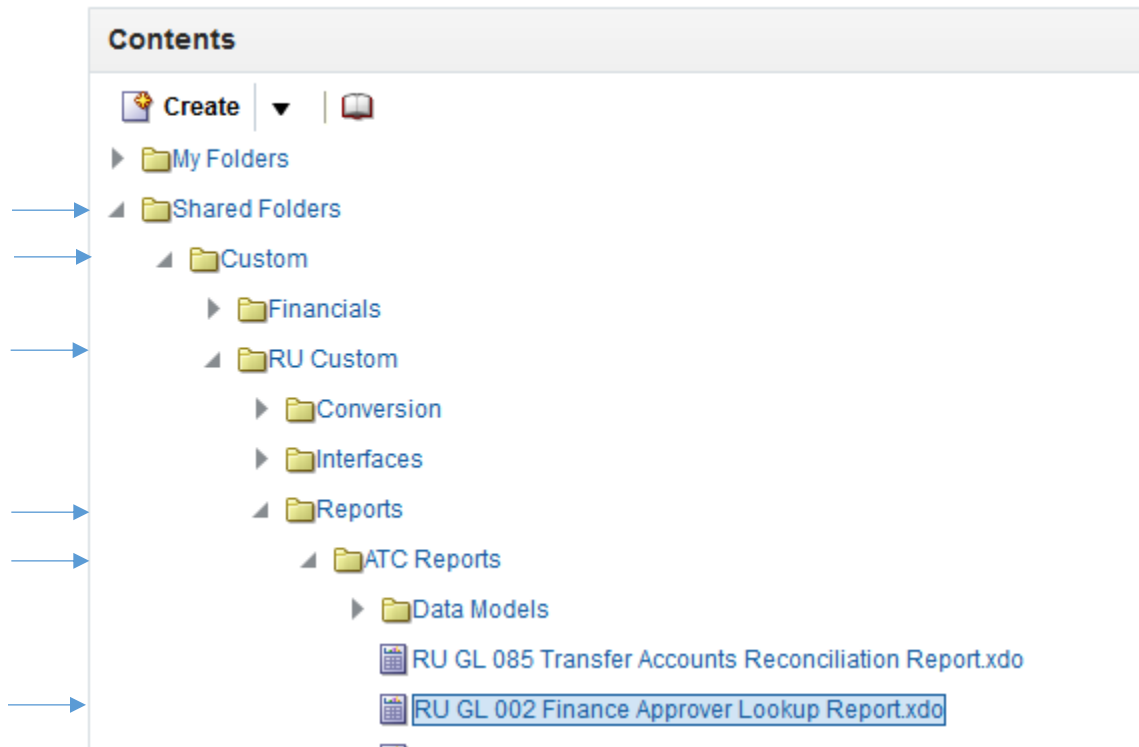 Contents
Create
My Folders
Shared Folders
Custom
Financials
RU Custom
Conversion
Interfaces
Reports
ATC Reports
Data Models
RU GL 085 Transfer Accounts Reconciliation Report.xdo
RU GL 002 Finance Approver Lookup Report.xdo